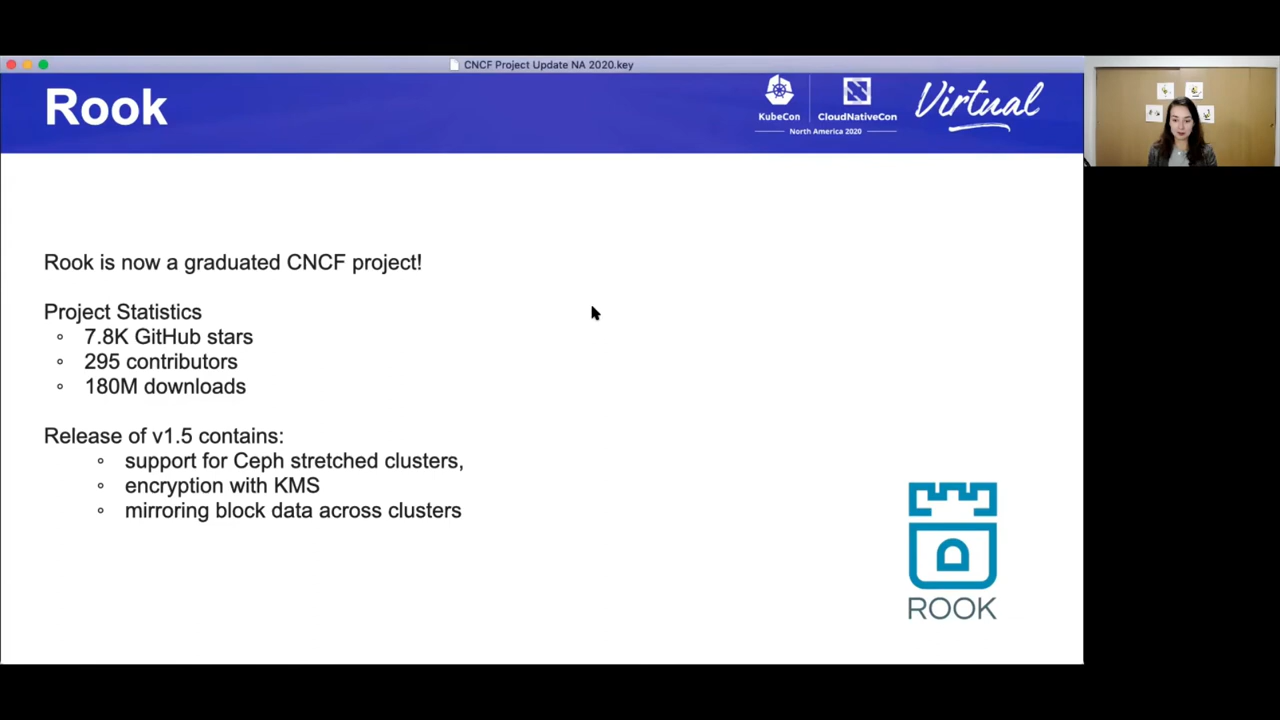 CNCF Project Update NA 2020.key
Rook
KubeCon
CloudNativeCon
North America 2020
Virtual
Rook is now a graduated CNCF project!
Project Statistics
◦ 7.8K GitHub stars
◦ 295 contributors
◦ 180M downloads
Release of v1.5 contains:
◦ support for Ceph stretched clusters,
◦ encryption with KMS
◦ mirroring block data across clusters
ROOK